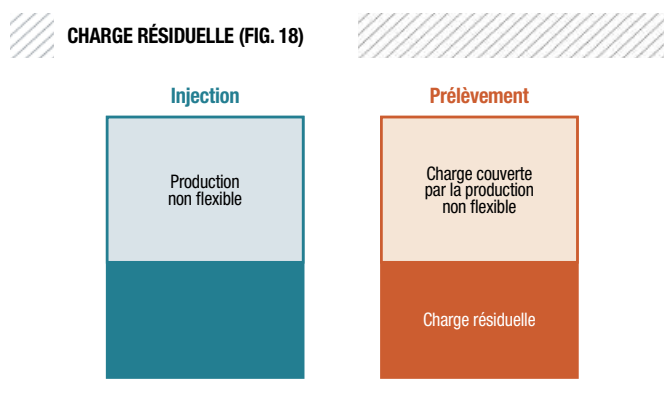 CHARGE RÉSIDUELLE (FIG. 18)
Injection
Prélèvement
Production
non flexible
Charge couverte
par la production
non flexible
Charge résiduelle